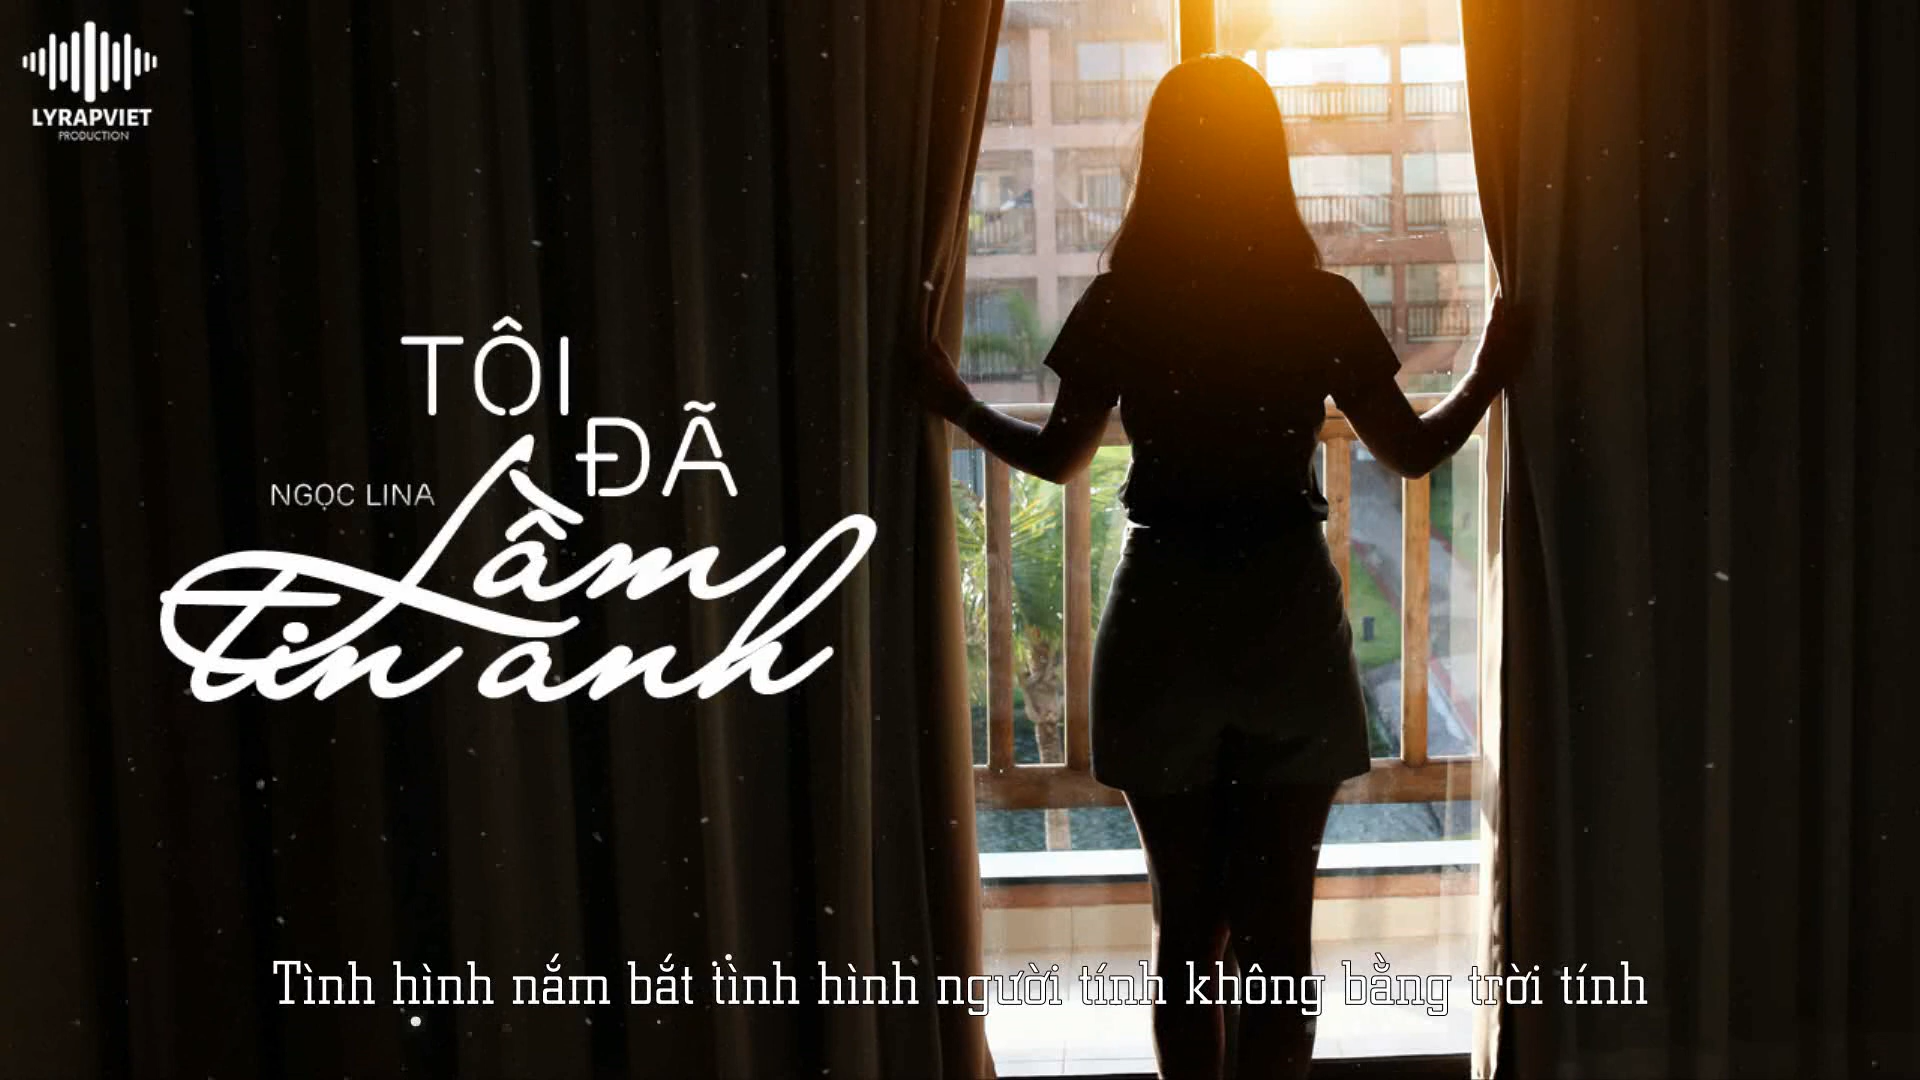 LYRAPVIET
PRODUCTION
TÔI
ĐÃ
NGỌC LINA
Lầm
Tin anh
Tình hình nắm bắt tình hình người tính không bằng trời tính